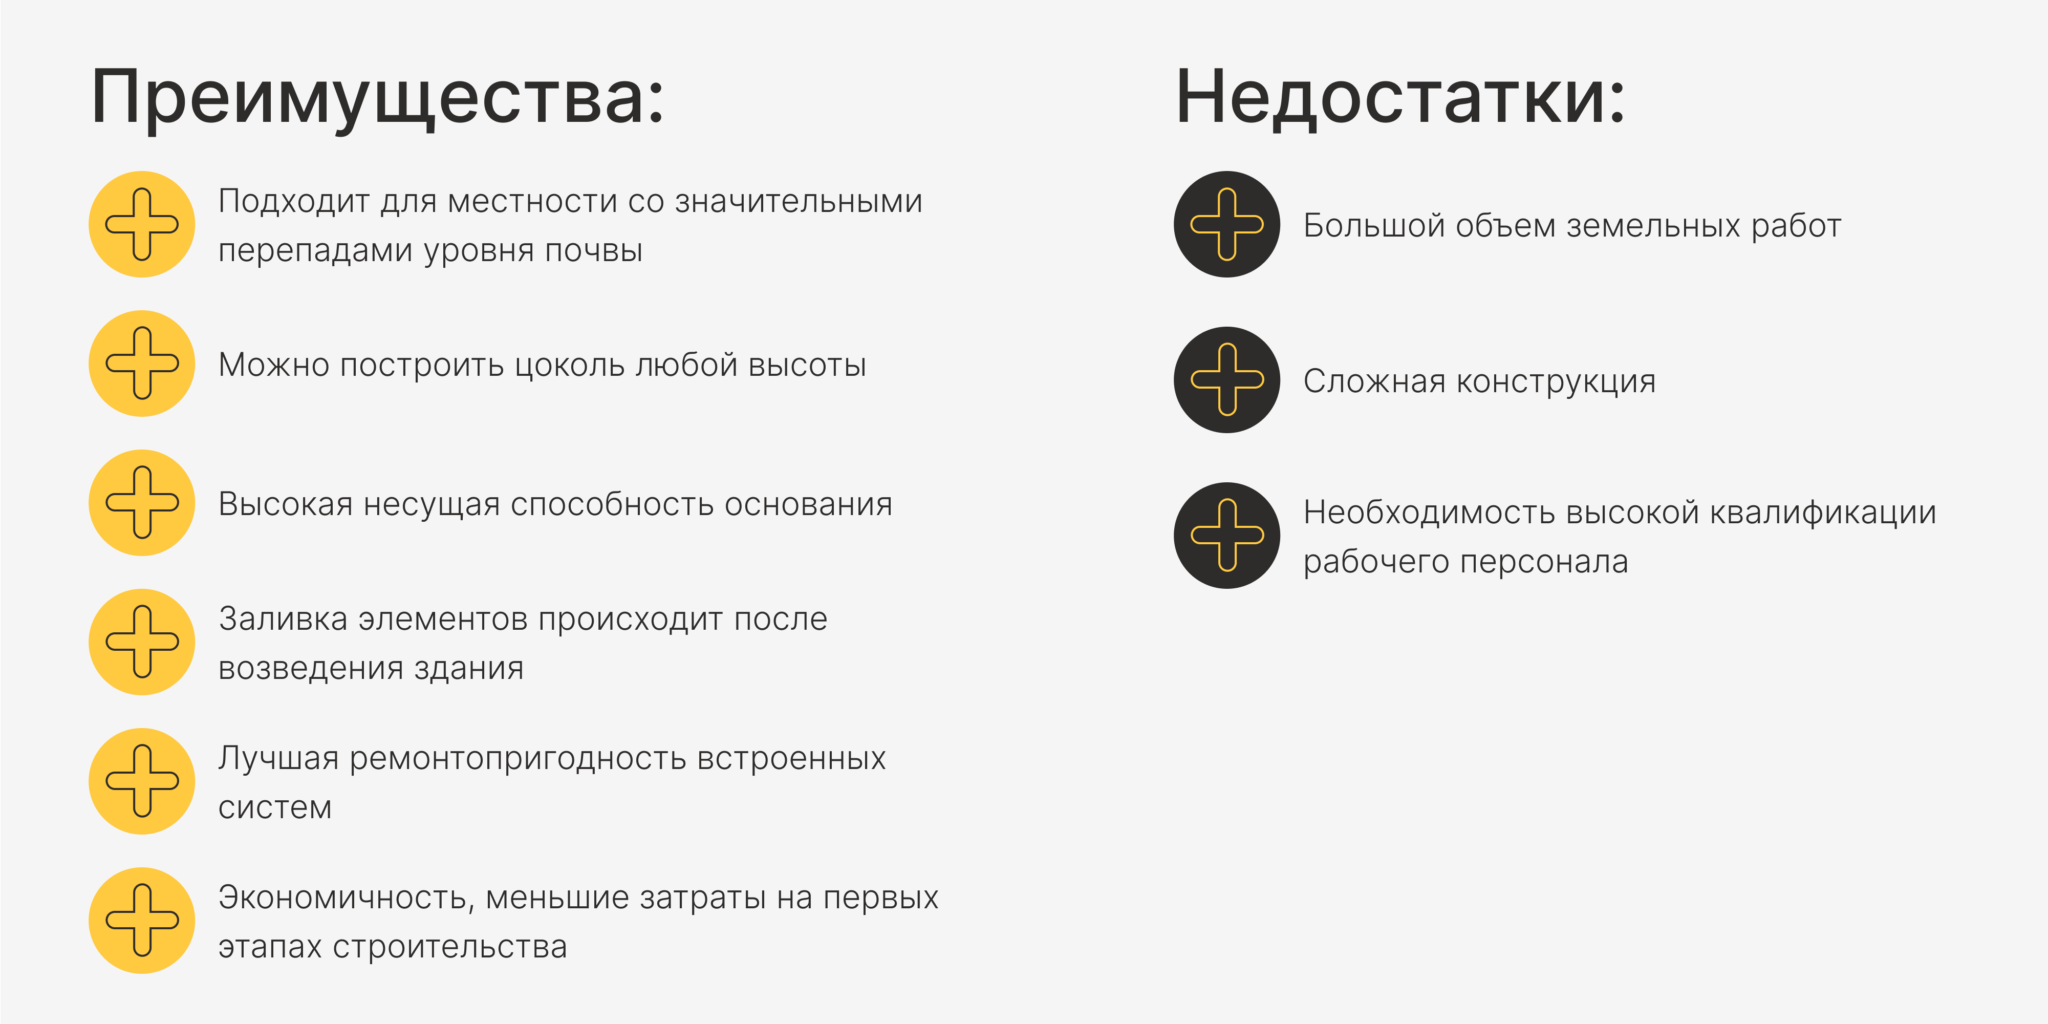 Преимущества:
Подходит для местности со значительными
перепадами уровня почвы
Можно построить цоколь любой высоты
Высокая несущая способность основания
Заливка элементов происходит после
возведения здания
Лучшая ремонтопригодность встроенных
систем
Экономичность, меньшие затраты на первых
этапах строительства
Недостатки:
Большой объем земельных работ
Сложная конструкция
Необходимость высокой квалификации
рабочего персонала